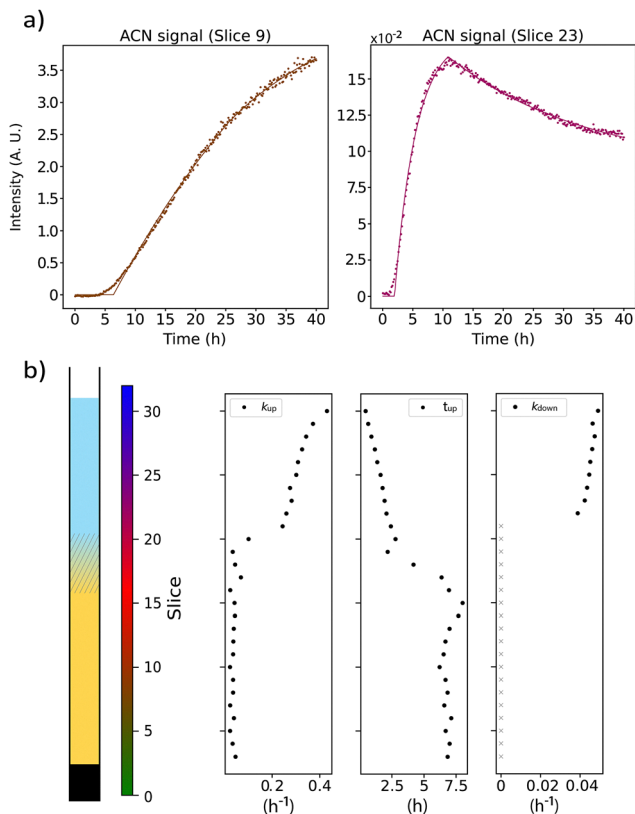 a)
ACN signal (Slice 9)
ACN signal (Slice 23)
x10⁻²
Intensity (A. U.)
3.5
3.0
2.5
2.0
1.5
1.0
0.5
0
0 5 10 15 20 25 30 35 40
Time (h)
15
12.5
10
7.5
5
2.5
0
0 5 10 15 20 25 30 35 40
Time (h)
b)
Slice
30
25
20
15
10
5
0
k_up
t_up
k_down
0.2 0.4
(h⁻¹)
2.5 5 7.5
(h)
0 0.02 0.04
(h⁻¹)